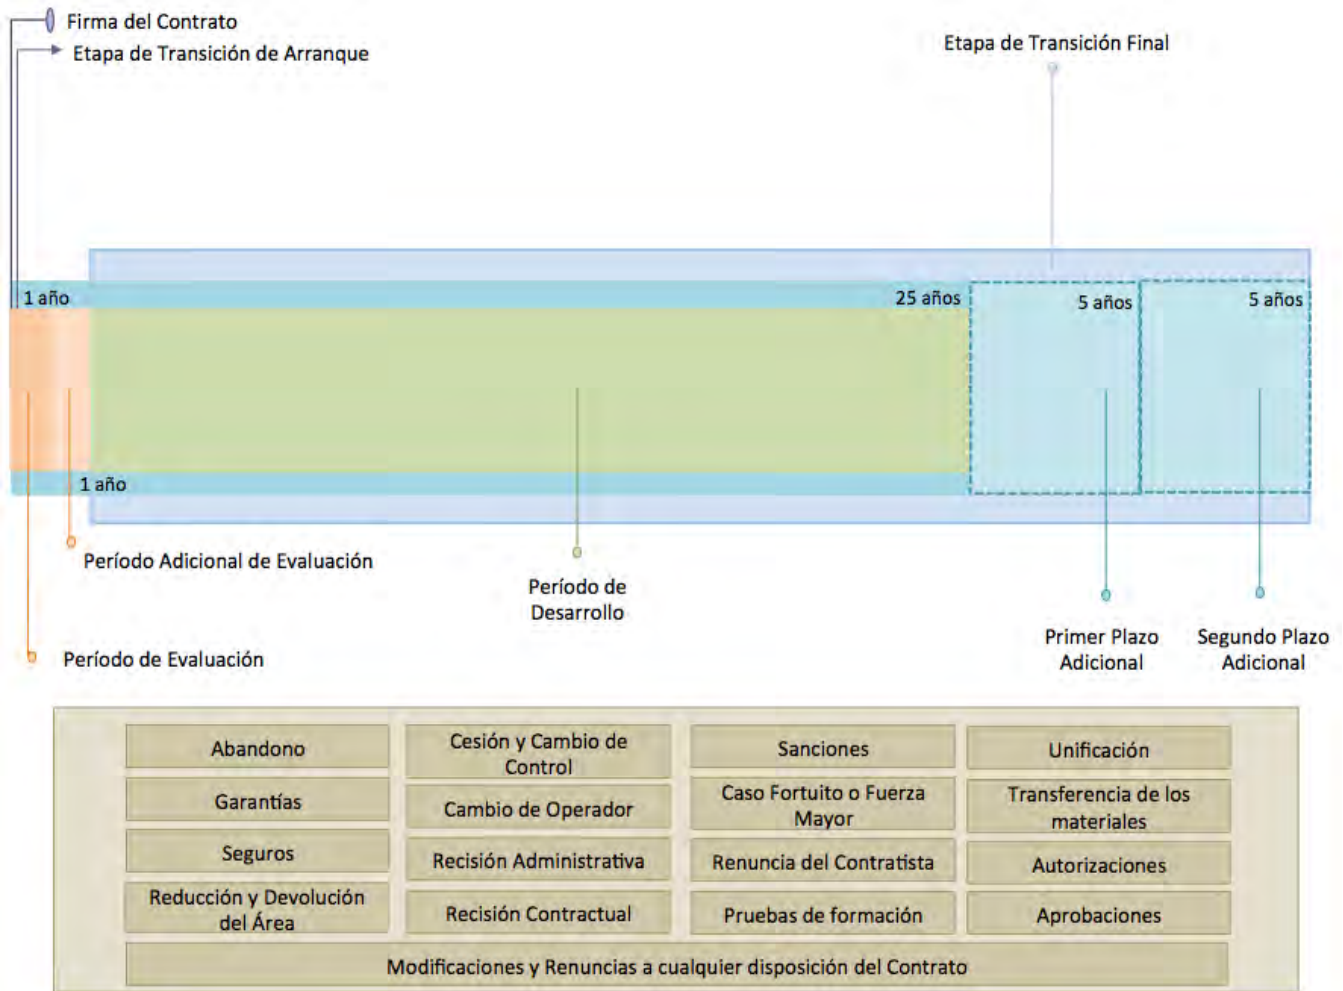 Firma del Contrato
Etapa de Transición de Arranque
Etapa de Transición Final
1 año
25 años
5 años
5 años
1 año
Período Adicional de Evaluación
Período de
Desarrollo
Período de Evaluación
Primer Plazo
Adicional
Segundo Plazo
Adicional
Abandono
Cesión y Cambio de
Control
Sanciones
Unificación
Garantías
Cambio de Operador
Caso Fortuito o Fuerza
Mayor
Transferencia de los
materiales
Seguros
Recisión Administrativa
Renuncia del Contratista
Autorizaciones
Reducción y Devolución
del Área
Recisión Contractual
Pruebas de formación
Aprobaciones
Modificaciones y Renuncias a cualquier disposición del Contrato